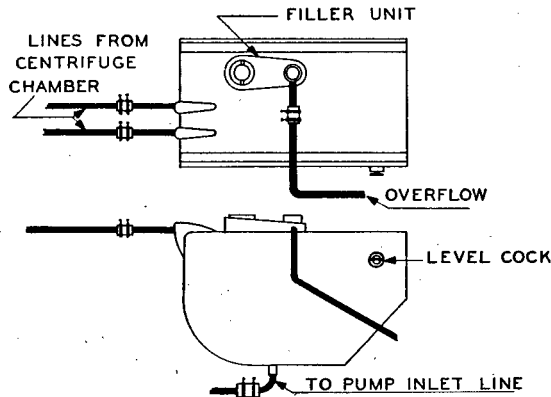 FILLER UNIT
LINES FROM
CENTRIFUGE
CHAMBER
OVERFLOW
LEVEL COCK
TO PUMP INLET LINE